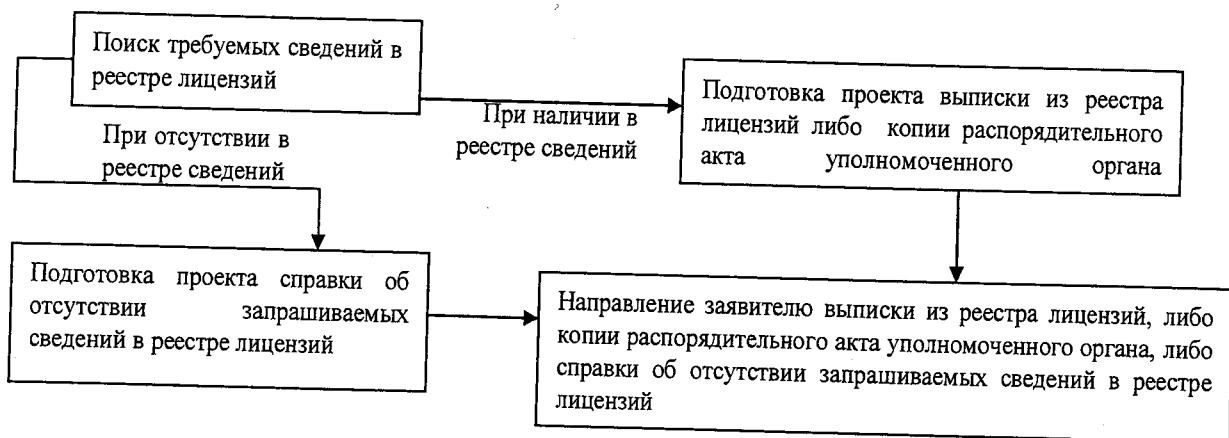 Поиск требуемых сведений в
реестре лицензий
При отсутствии в
реестре сведений
При наличии в
реестре сведений
Подготовка проекта выписки из реестра
лицензий либо копии распорядительного
акта уполномоченного органа
Подготовка проекта справки об
отсутствии запрашиваемых
сведений в реестре лицензий
Направление заявителю выписки из реестра лицензий, либо
копии распорядительного акта уполномоченного органа, либо
справки об отсутствии запрашиваемых сведений в реестре
лицензий